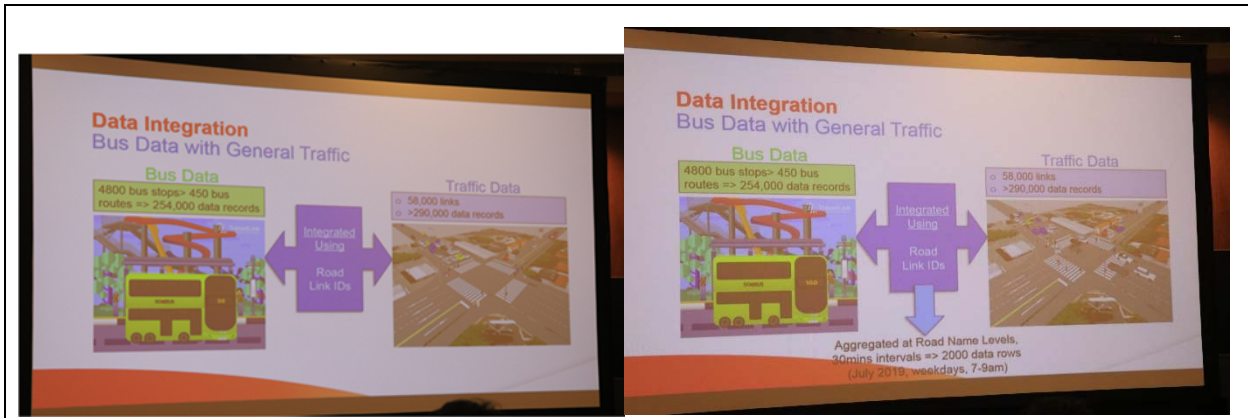 Data Integration
Bus Data with General Traffic
Bus Data
4800 bus stops> 450 bus
routes => 254,000 data records
Integrated
Using
Road
Link IDs
Traffic Data
o 58,000 links
o >290,000 data records
Data Integration
Bus Data with General Traffic
Bus Data
4800 bus stops> 450 bus
routes => 254,000 data records
Integrated
Using
Road
Link IDs
Traffic Data
o 58,000 links
o >290,000 data records
Aggregated at Road Name Levels,
30mins intervals => 2000 data rows
(July 2019, weekdays, 7-9am)